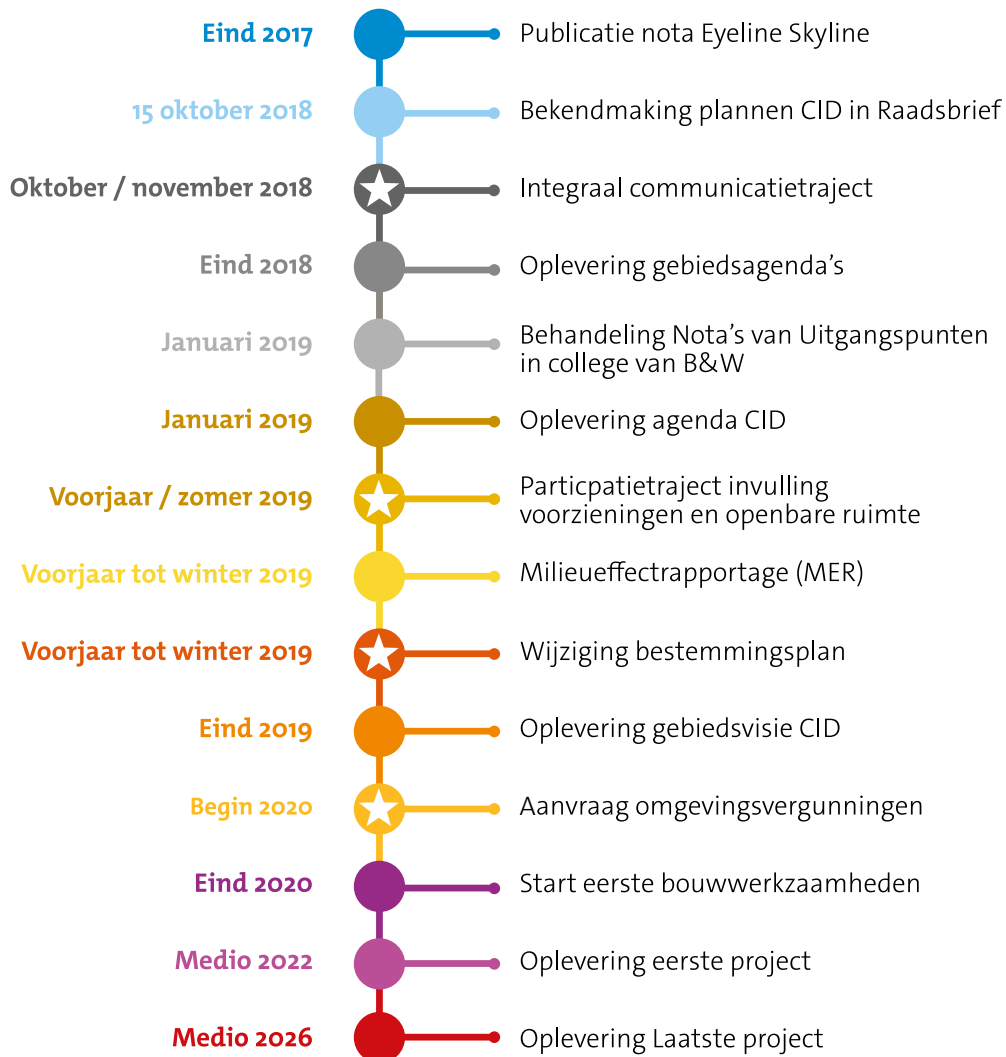 Eind 2017 Publicatie nota Eyeline Skyline
15 oktober 2018 Bekendmaking plannen CID in Raadsbrief
Oktober / november 2018 Integraal communicatietraject
Eind 2018 Oplevering gebiedsagenda’s
Januari 2019 Behandeling Nota’s van Uitgangspunten
in college van B&W
Januari 2019 Oplevering agenda CID
Voorjaar / zomer 2019 Particpatietraject invulling
voorzieningen en openbare ruimte
Voorjaar tot winter 2019 Milieueffectrapportage (MER)
Voorjaar tot winter 2019 Wijziging bestemmingsplan
Eind 2019 Oplevering gebiedsvisie CID
Begin 2020 Aanvraag omgevingsvergunningen
Eind 2020 Start eerste bouwwerkzaamheden
Medio 2022 Oplevering eerste project
Medio 2026 Oplevering Laatste project